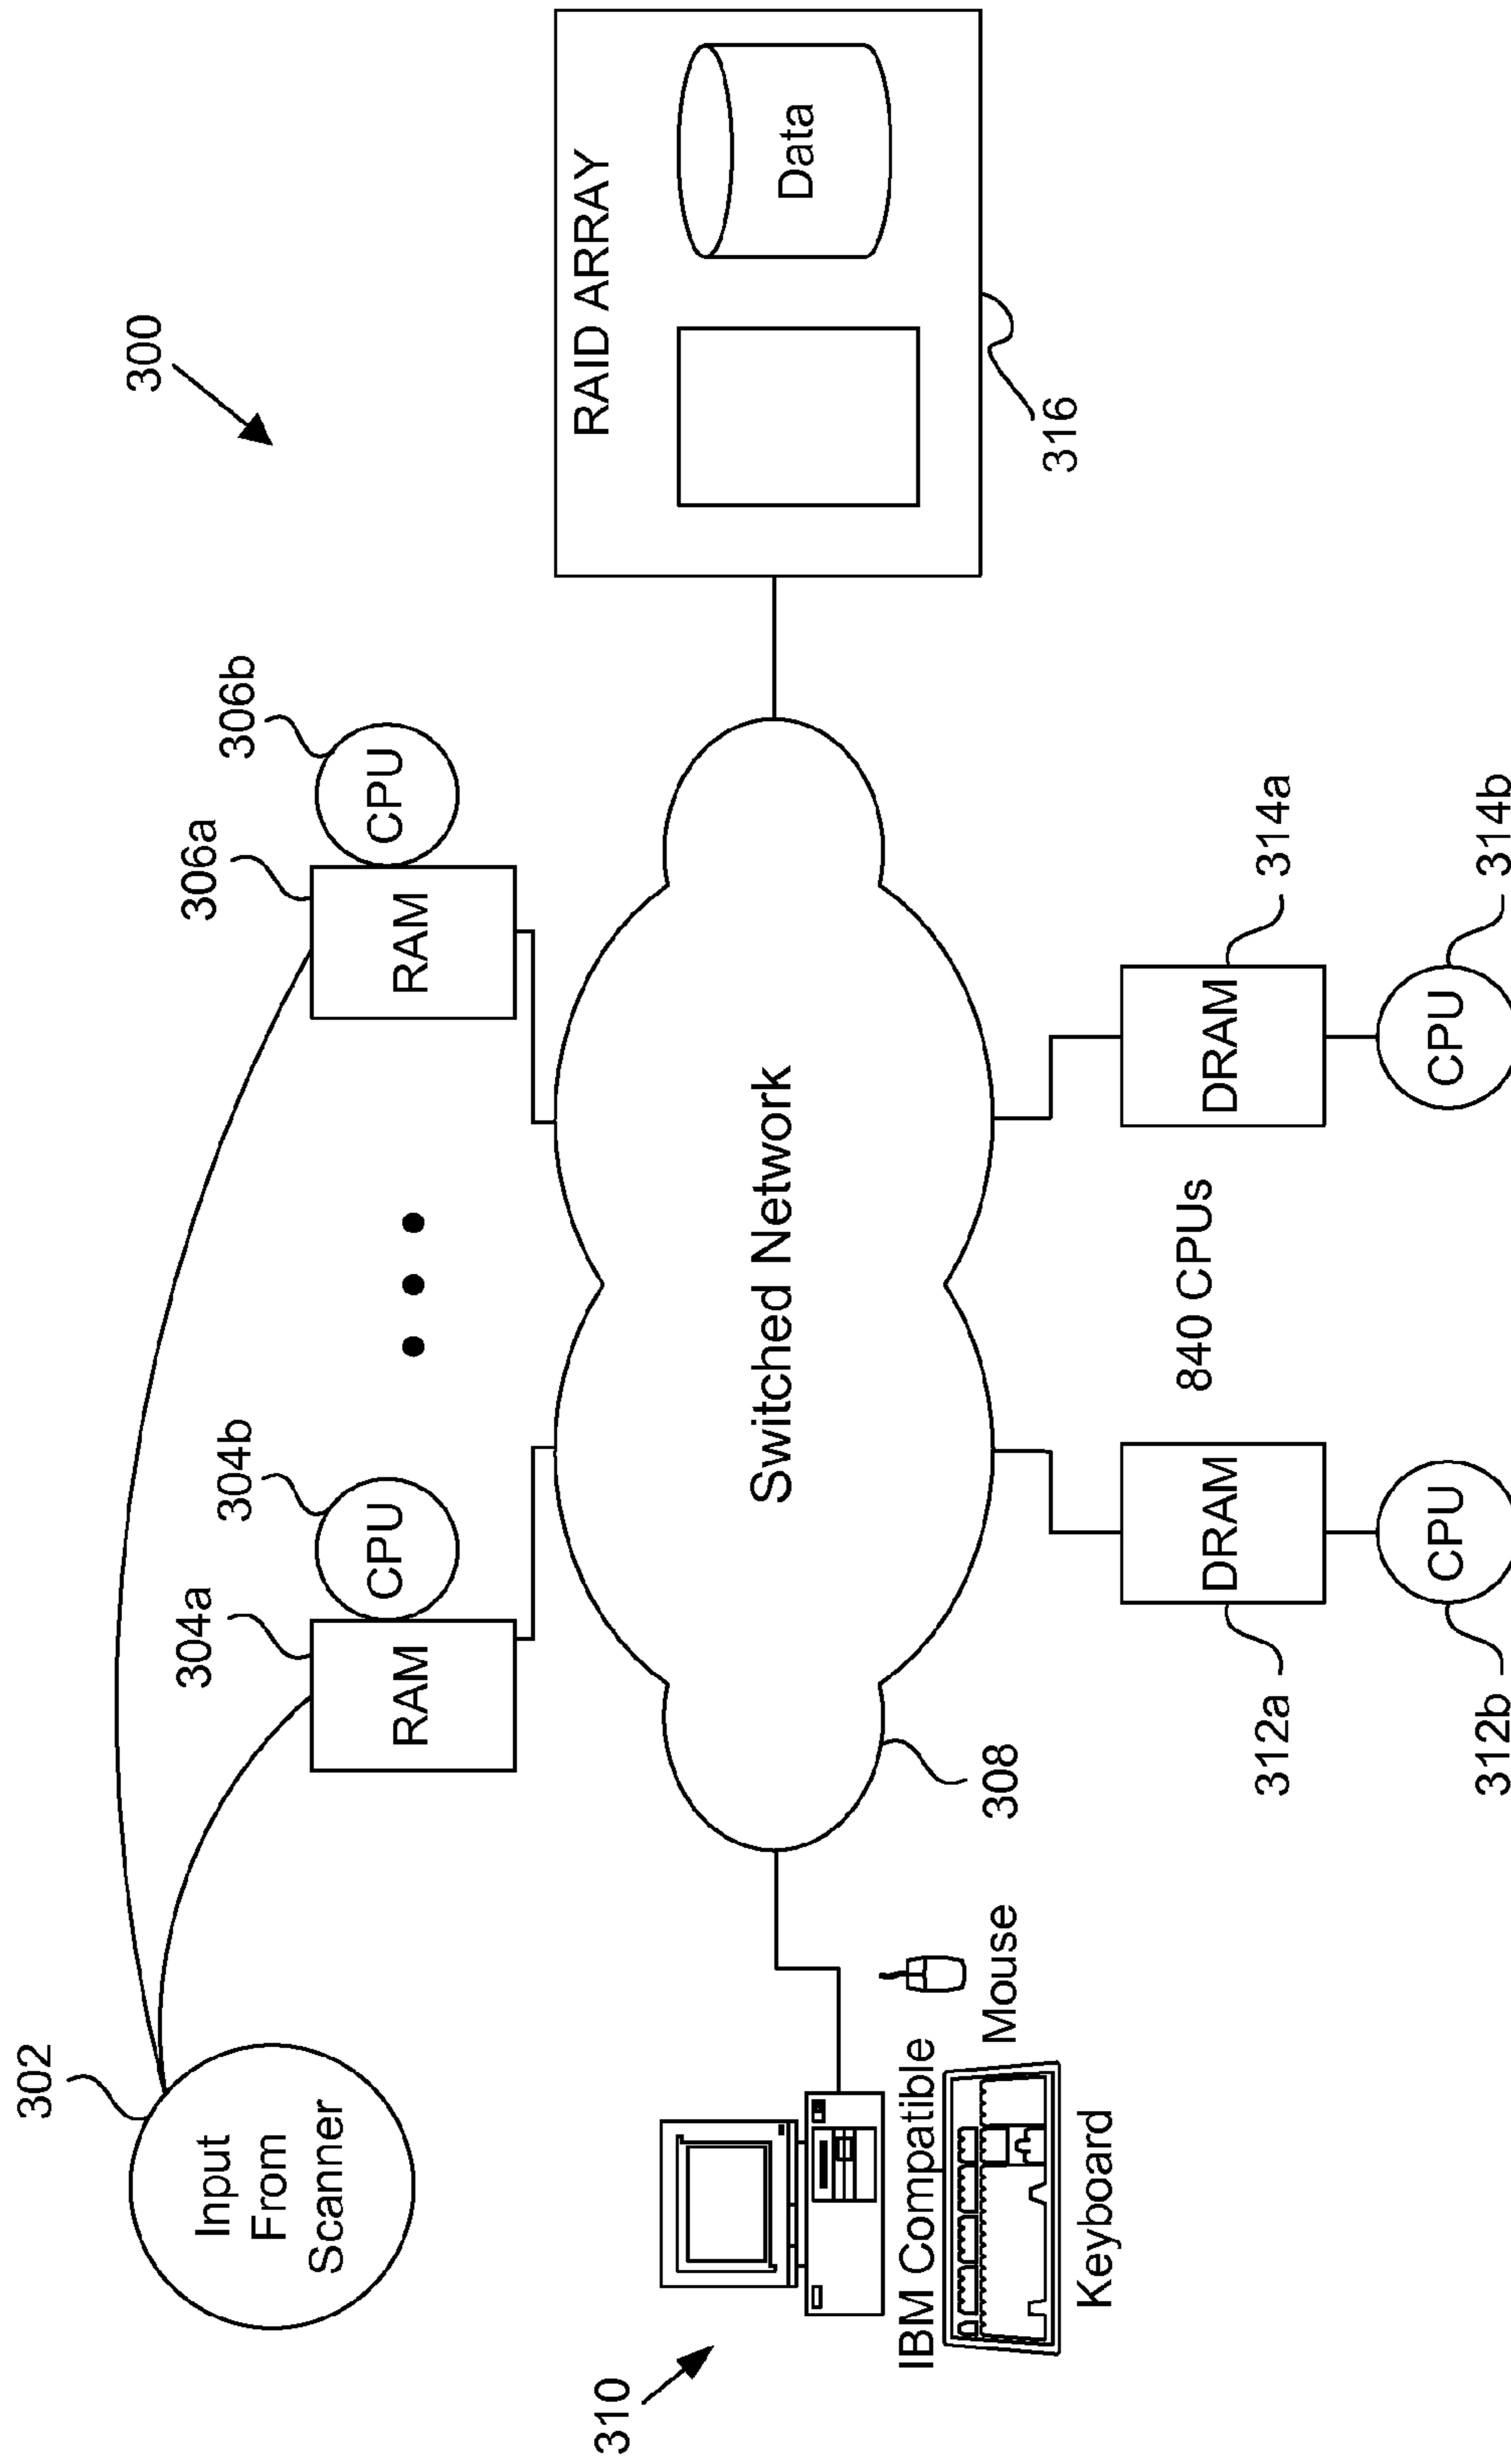 300
302
Input
From
Scanner
304a
304b
RAM
CPU
306a
306b
RAM
CPU
RAID ARRAY
Data
316
Switched Network
308
310
IBM Compatible
Mouse
Keyboard
312a
DRAM
312b
CPU
840 CPUs
314a
DRAM
314b
CPU